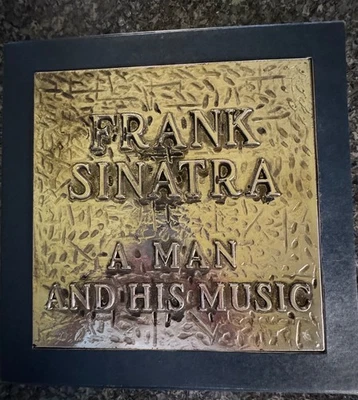 FRANK
SINATRA
A MAN
AND HIS MUSIC